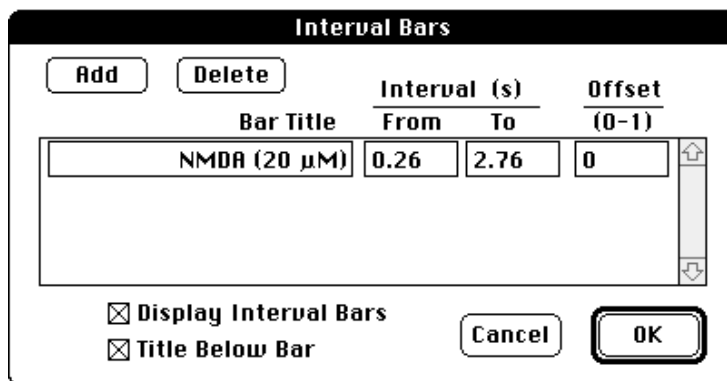 Interval Bars
Add Delete
Interval (s) Offset
Bar Title From To (0-1)
NMDA (20 µM) 0.26 2.76 0
Display Interval Bars
Title Below Bar
Cancel OK